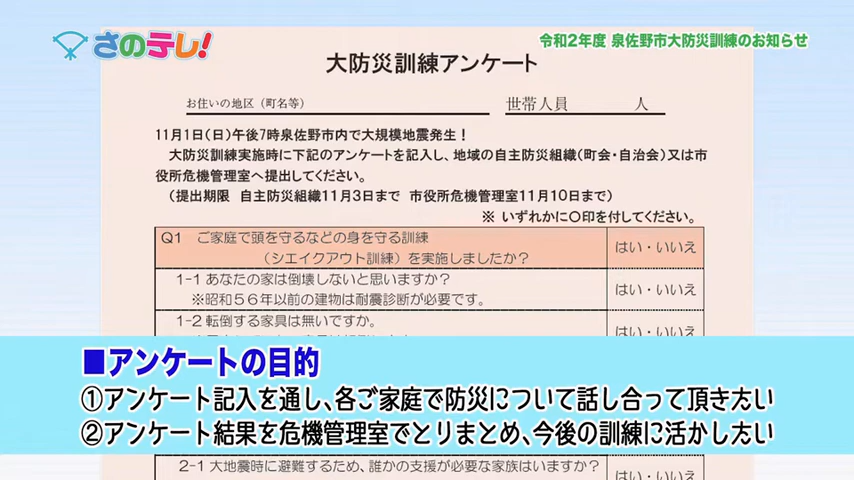 さのテレ!
令和2年度 泉佐野市大防災訓練のお知らせ
大防災訓練アンケート
お住いの地区(町名等)
世帯人員 人
11月1日(日)午後7時泉佐野市内で大規模地震発生!
大防災訓練実施時に下記のアンケートを記入し、地域の自主防災組織(町会・自治会)又は市
役所危機管理室へ提出してください。
(提出期限 自主防災組織11月3日まで 市役所危機管理室11月10日まで)
※ いずれかに〇印を付してください。
Q1 ご家庭で頭を守るなどの身を守る訓練
(シエイクアウト訓練)を実施しましたか?
はい・いいえ
1-1 あなたの家は倒壊しないと思いますか?
※昭和56年以前の建物は耐震診断が必要です。
はい・いいえ
1-2 転倒する家具は無いですか。
はい・いいえ
■アンケートの目的
①アンケート記入を通し、各ご家庭で防災について話し合って頂きたい
②アンケート結果を危機管理室でとりまとめ、今後の訓練に活かしたい
2-1 大地震時に避難するため、誰かの支援が必要な家族はいますか?
はい・いいえ